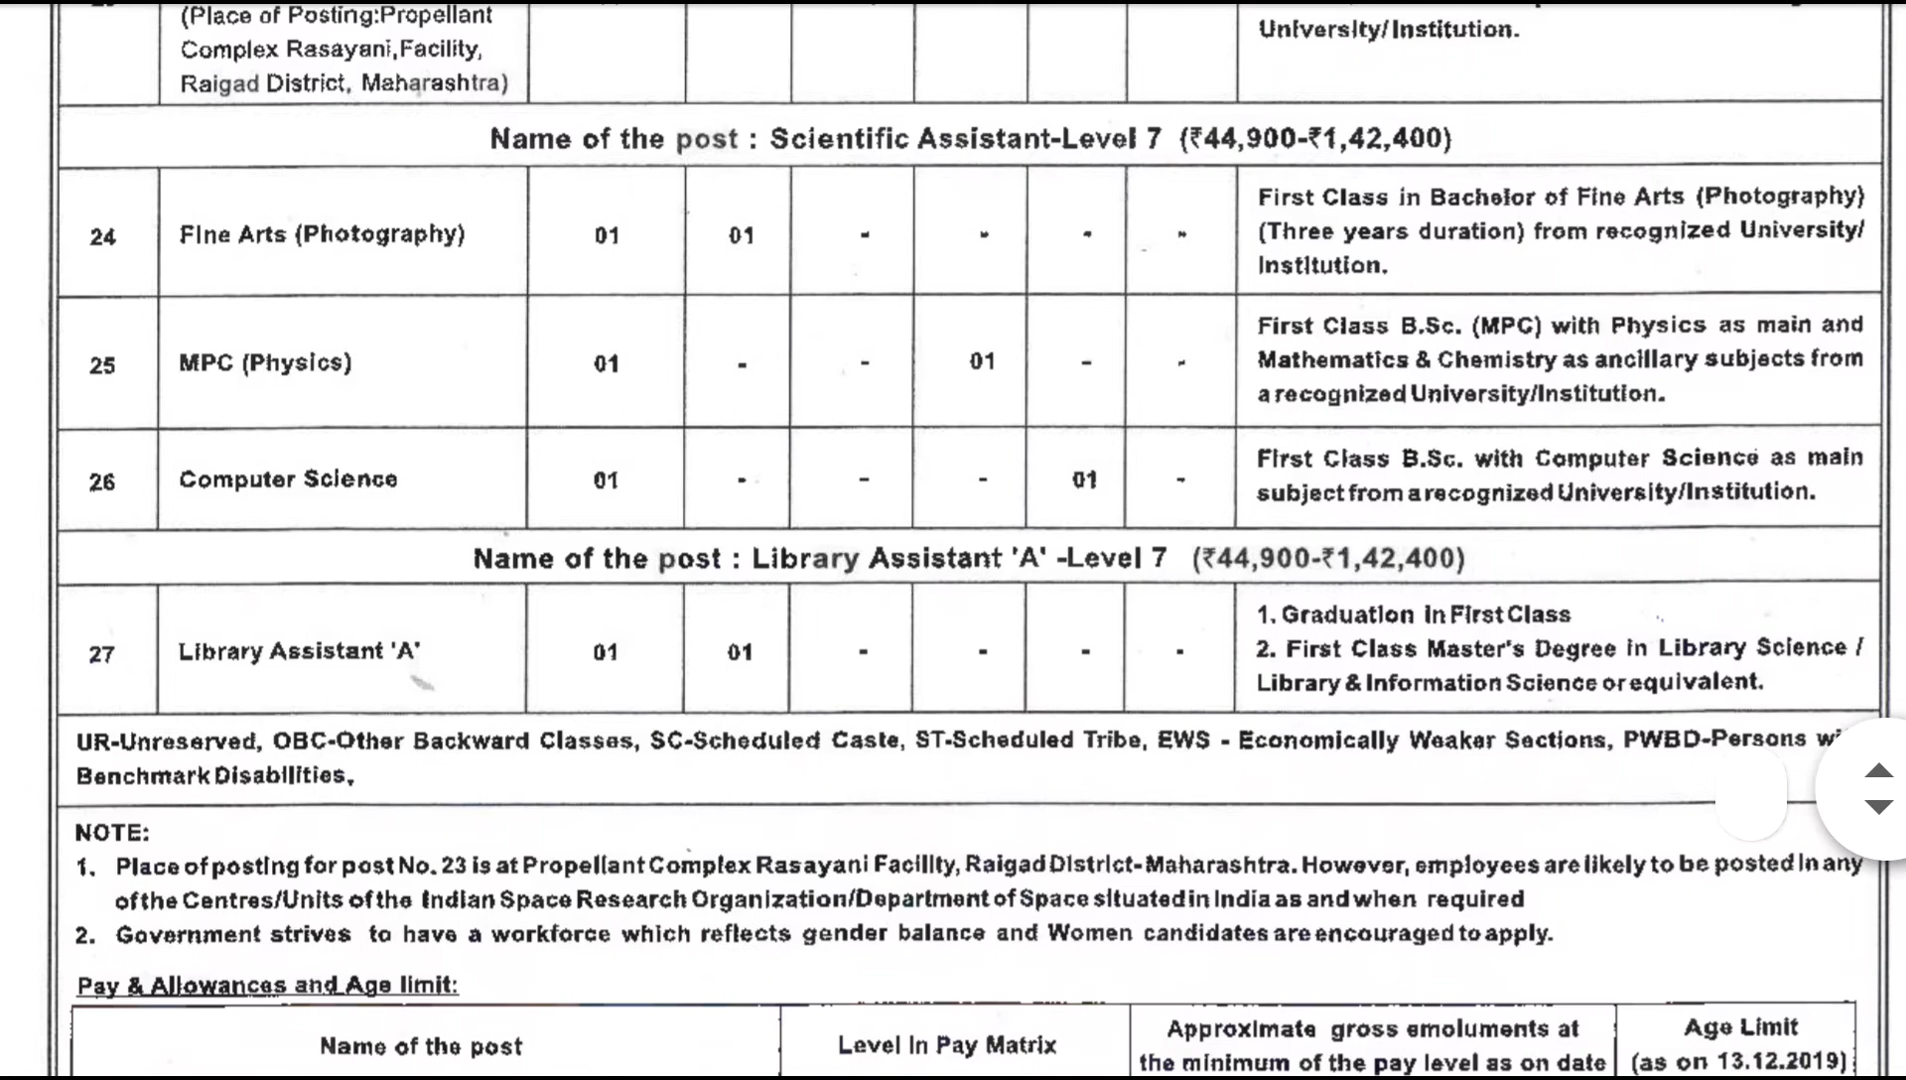 (Place of Posting:Propellant
Complex Rasayani,Facility,
Raigad District, Maharashtra)
University/Institution.
Name of the post : Scientific Assistant-Level 7 (₹44,900-₹1,42,400)
24 Fine Arts (Photography) 01 01 - - - - First Class in Bachelor of Fine Arts (Photography)
(Three years duration) from recognized University/
Institution.
25 MPC (Physics) 01 - - 01 - - First Class B.Sc. (MPC) with Physics as main and
Mathematics & Chemistry as ancillary subjects from
a recognized University/Institution.
26 Computer Science 01 - - - 01 - First Class B.Sc. with Computer Science as main
subject from a recognized University/Institution.
Name of the post : Library Assistant 'A' -Level 7 (₹44,900-₹1,42,400)
27 Library Assistant 'A' 01 01 - - - - 1. Graduation in First Class
2. First Class Master's Degree in Library Science /
Library & Information Science or equivalent.
UR-Unreserved, OBC-Other Backward Classes, SC-Scheduled Caste, ST-Scheduled Tribe, EWS - Economically Weaker Sections, PWBD-Persons
Benchmark Disabilities,
NOTE:
1. Place of posting for post No. 23 is at Propellant Complex Rasayani Facility, Raigad District- Maharashtra. However, employees are likely to be posted in any
of the Centres/Units of the Indian Space Research Organization/Department of Space situated in India as and when required
2. Government strives to have a workforce which reflects gender balance and Women candidates are encouraged to apply.
Pay & Allowances and Age limit:
Name of the post Level In Pay Matrix Approximate gross emoluments at
the minimum of the pay level as on date Age Limit
(as on 13.12.2019)